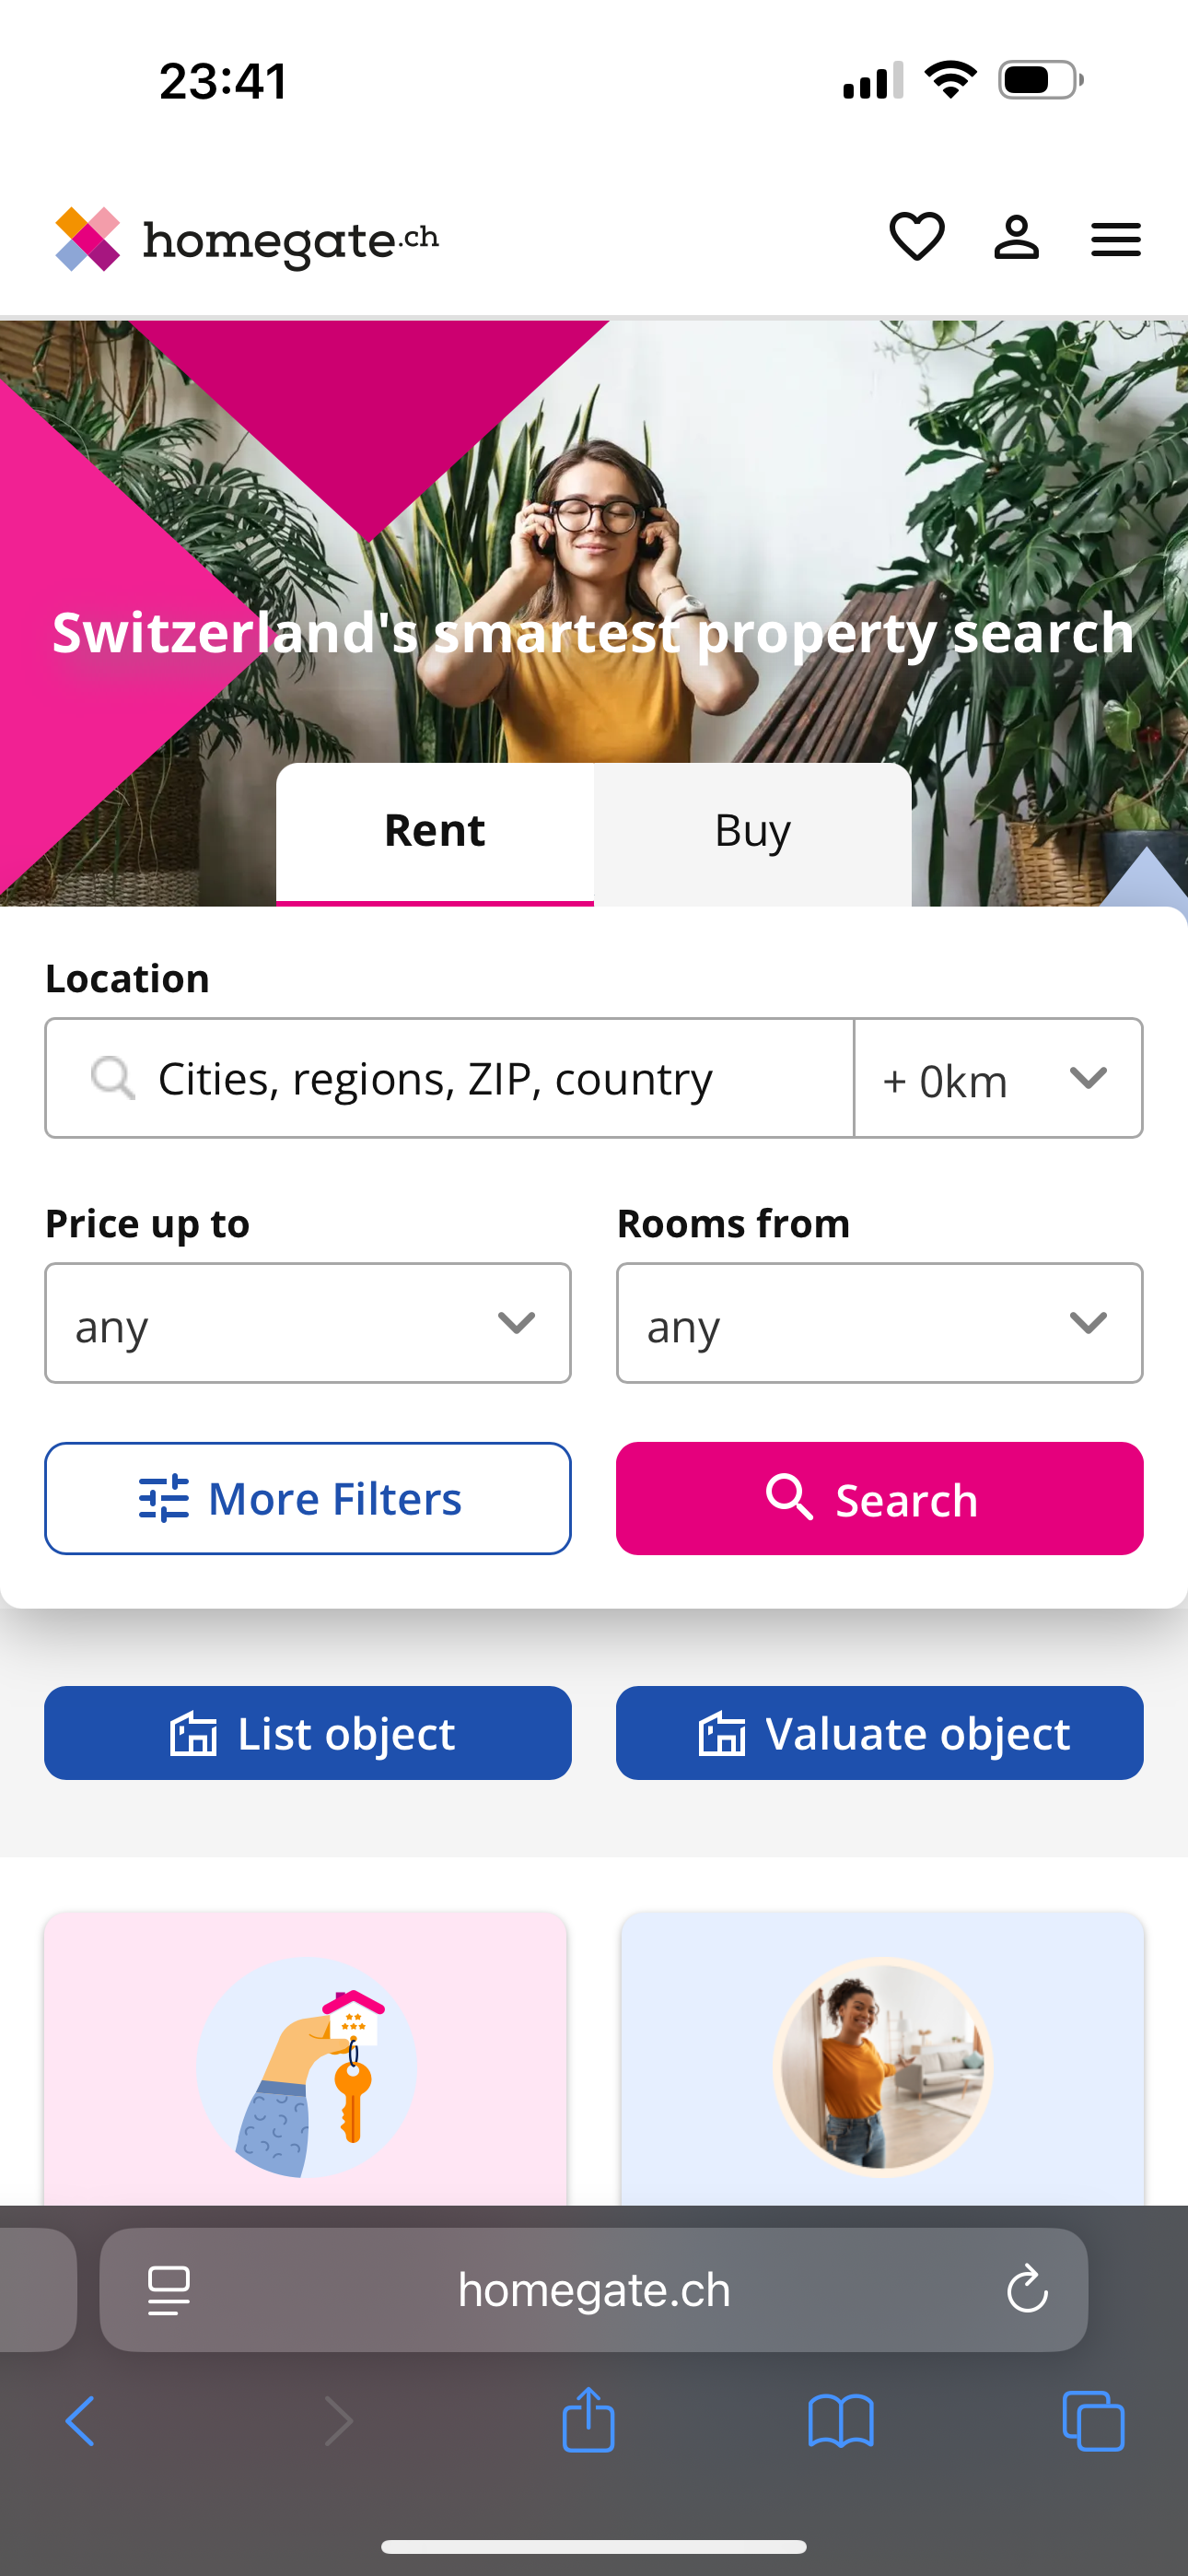 23:41
homegate.ch
Switzerland's smartest property search
Rent
Buy
Location
Cities, regions, ZIP, country
+ 0km
Price up to
Rooms from
any
any
More Filters
Search
List object
Valuate object
homegate.ch